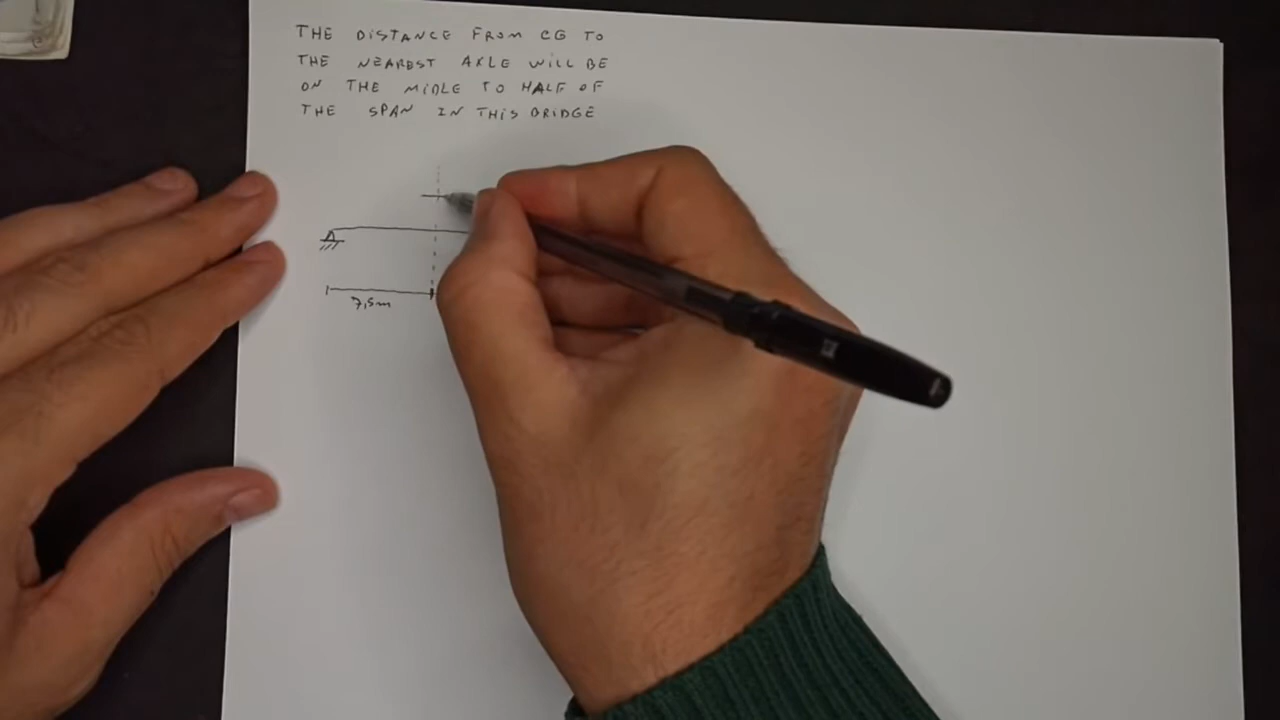 THE DISTANCE FROM CG TO
THE NEAREST AXLE WILL BE
ON THE MIDLE TO HALF OF
THE SPAN IN THIS BRIDGE
7,5m